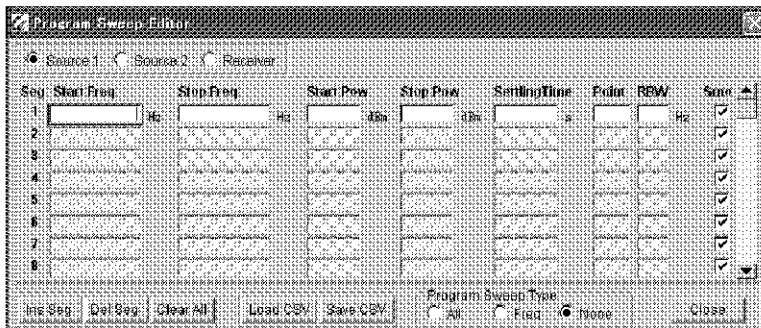 Program Sweep Editor
Source 1 Source 2 Receiver
Seg Start Freq Stop Freq Start Pow Stop Pow SettlingTime Point RBW
1 Hz Hz dBm dBm s Hz
2
3
4
5
6
7
8
Program Sweep Type
Ins Seg Del Seg Clear All Load CSV Save CSV All Freq None Close